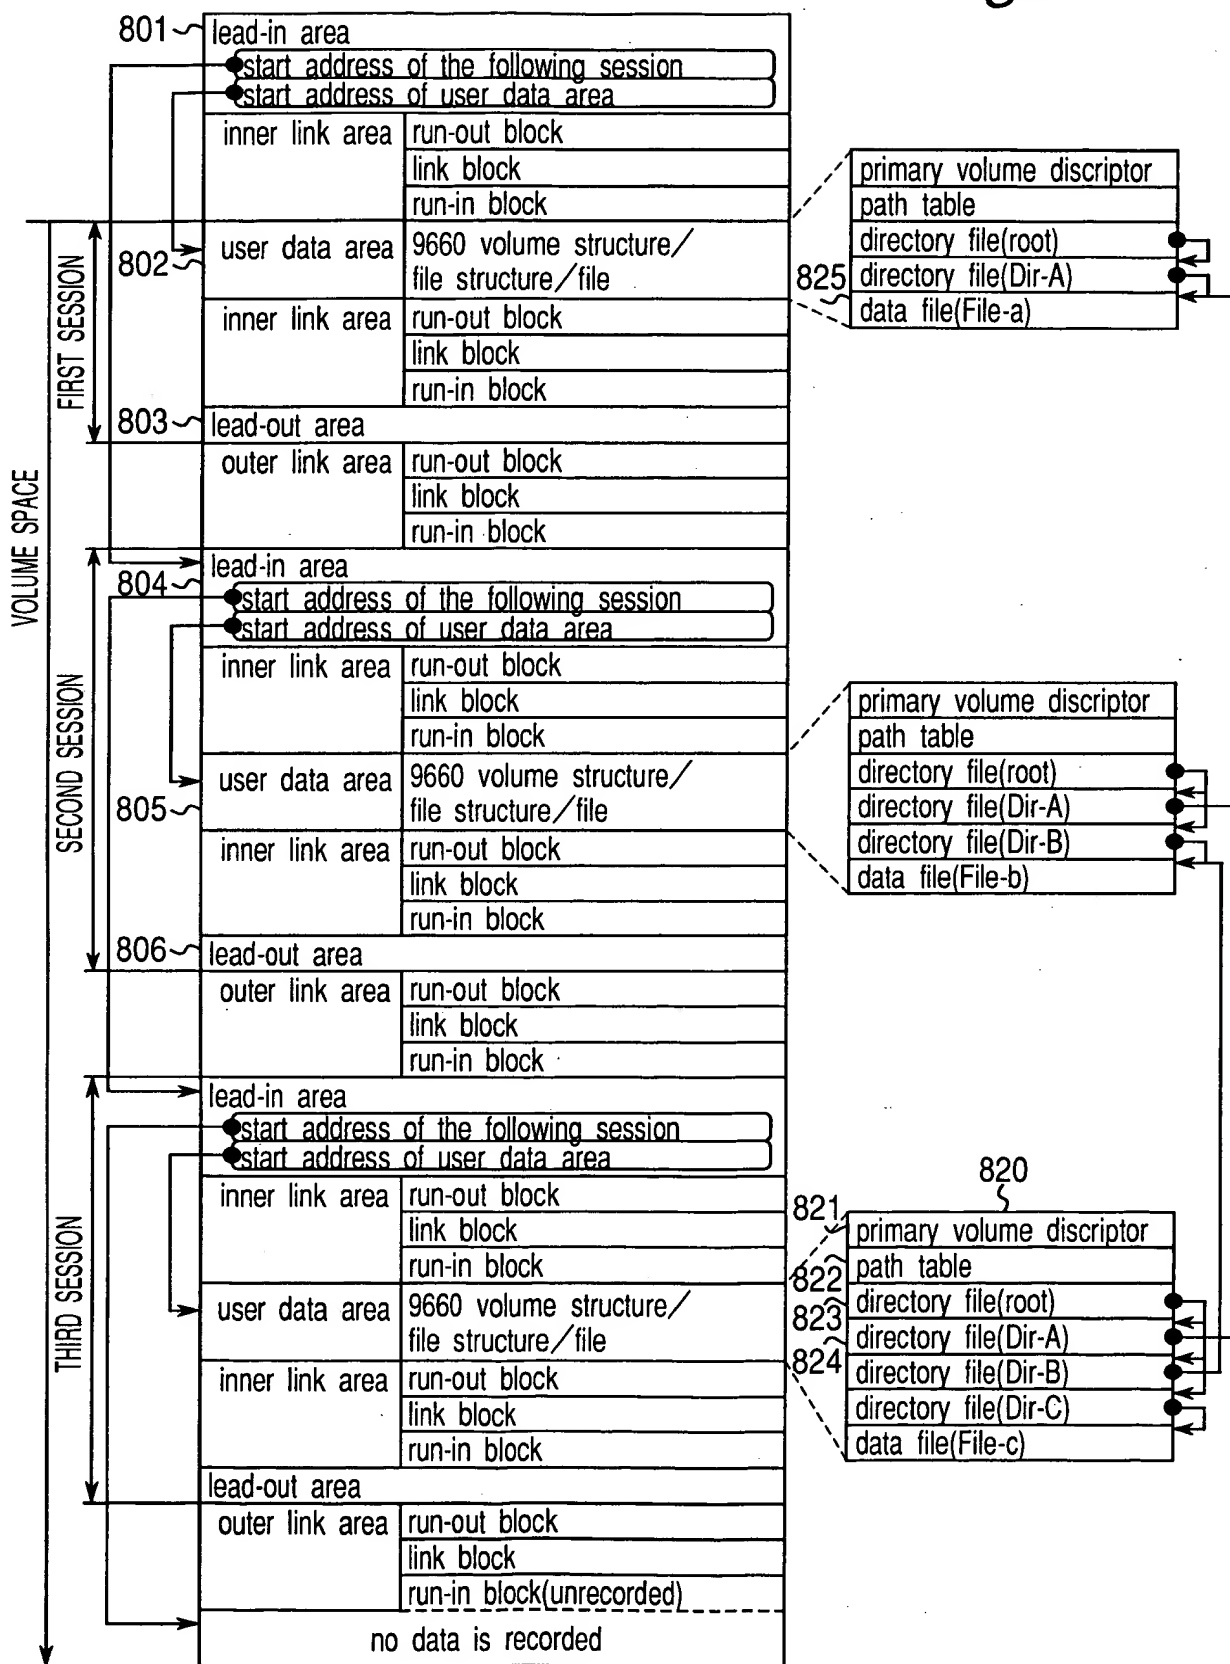 801
lead-in area
start address of the following session
start address of user data area
inner link area
run-out block
link block
run-in block
802
user data area
9660 volume structure/
file structure/file
inner link area
run-out block
link block
run-in block
803
lead-out area
outer link area
run-out block
link block
run-in block
FIRST SESSION
VOLUME SPACE
primary volume discriptor
path table
directory file(root)
directory file(Dir-A)
825
data file(File-a)
804
lead-in area
start address of the following session
start address of user data area
inner link area
run-out block
link block
run-in block
805
user data area
9660 volume structure/
file structure/file
inner link area
run-out block
link block
run-in block
806
lead-out area
outer link area
run-out block
link block
run-in block
SECOND SESSION
primary volume discriptor
path table
directory file(root)
directory file(Dir-A)
directory file(Dir-B)
data file(File-b)
lead-in area
start address of the following session
start address of user data area
inner link area
run-out block
link block
run-in block
user data area
9660 volume structure/
file structure/file
inner link area
run-out block
link block
run-in block
lead-out area
outer link area
run-out block
link block
run-in block(unrecorded)
no data is recorded
THIRD SESSION
820
821
primary volume discriptor
822
path table
823
directory file(root)
824
directory file(Dir-A)
directory file(Dir-B)
directory file(Dir-C)
data file(File-c)